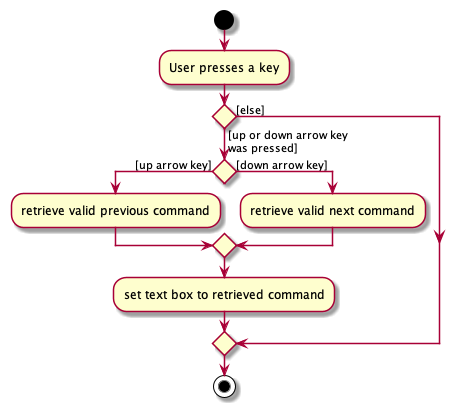 User presses a key
[else]
[up or down arrow key
was pressed]
[up arrow key]
[down arrow key]
retrieve valid previous command
retrieve valid next command
set text box to retrieved command